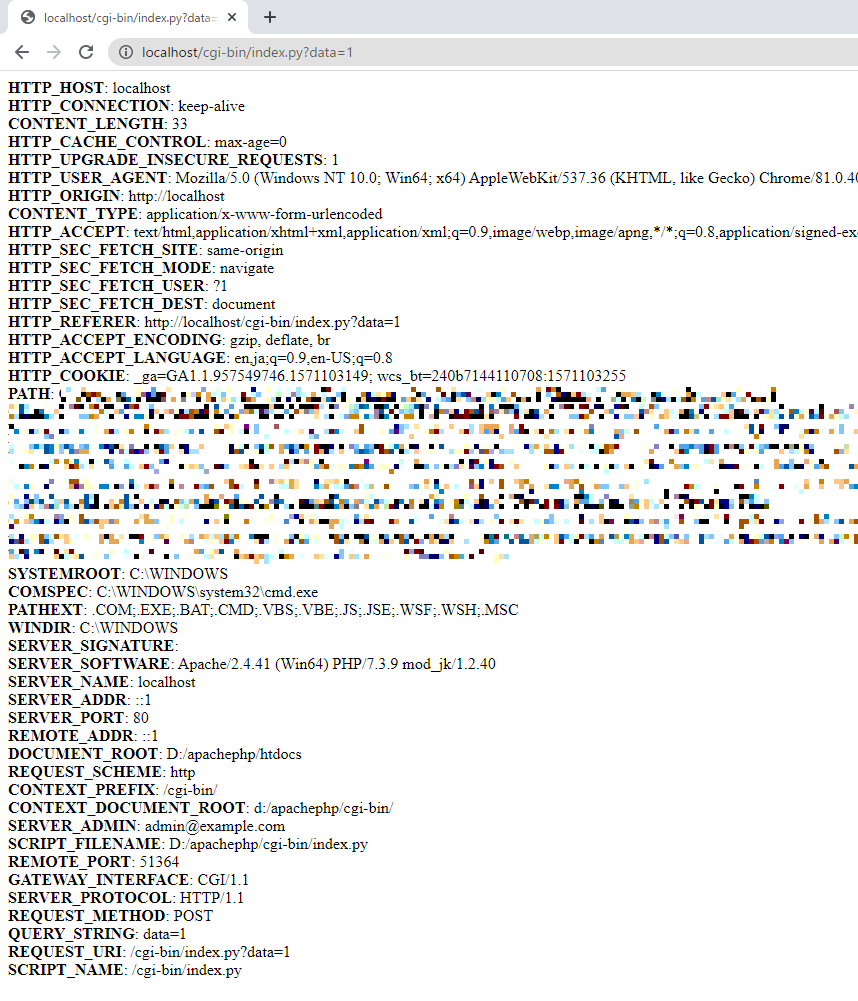 localhost/cgi-bin/index.py?data=
localhost/cgi-bin/index.py?data=1
HTTP_HOST: localhost
HTTP_CONNECTION: keep-alive
CONTENT_LENGTH: 33
HTTP_CACHE_CONTROL: max-age=0
HTTP_UPGRADE_INSECURE_REQUESTS: 1
HTTP_USER_AGENT: Mozilla/5.0 (Windows NT 10.0; Win64; x64) AppleWebKit/537.36 (KHTML, like Gecko) Chrome/81.0.40
HTTP_ORIGIN: http://localhost
CONTENT_TYPE: application/x-www-form-urlencoded
HTTP_ACCEPT: text/html,application/xhtml+xml,application/xml;q=0.9,image/webp,image/apng,*/*;q=0.8,application/signed-ex
HTTP_SEC_FETCH_SITE: same-origin
HTTP_SEC_FETCH_MODE: navigate
HTTP_SEC_FETCH_USER: ?1
HTTP_SEC_FETCH_DEST: document
HTTP_REFERER: http://localhost/cgi-bin/index.py?data=1
HTTP_ACCEPT_ENCODING: gzip, deflate, br
HTTP_ACCEPT_LANGUAGE: en,ja;q=0.9,en-US;q=0.8
HTTP_COOKIE: _ga=GA1.1.957549746.1571103149; wcs_bt=240b7144110708:1571103255
PATH:
SYSTEMROOT: C:\WINDOWS
COMSPEC: C:\WINDOWS\system32\cmd.exe
PATHEXT: .COM;.EXE;.BAT;.CMD;.VBS;.VBE;.JS;.JSE;.WSF;.WSH;.MSC
WINDIR: C:\WINDOWS
SERVER_SIGNATURE:
SERVER_SOFTWARE: Apache/2.4.41 (Win64) PHP/7.3.9 mod_jk/1.2.40
SERVER_NAME: localhost
SERVER_ADDR: ::1
SERVER_PORT: 80
REMOTE_ADDR: ::1
DOCUMENT_ROOT: D:/apachephp/htdocs
REQUEST_SCHEME: http
CONTEXT_PREFIX: /cgi-bin/
CONTEXT_DOCUMENT_ROOT: d:/apachephp/cgi-bin/
SERVER_ADMIN: admin@example.com
SCRIPT_FILENAME: D:/apachephp/cgi-bin/index.py
REMOTE_PORT: 51364
GATEWAY_INTERFACE: CGI/1.1
SERVER_PROTOCOL: HTTP/1.1
REQUEST_METHOD: POST
QUERY_STRING: data=1
REQUEST_URI: /cgi-bin/index.py?data=1
SCRIPT_NAME: /cgi-bin/index.py